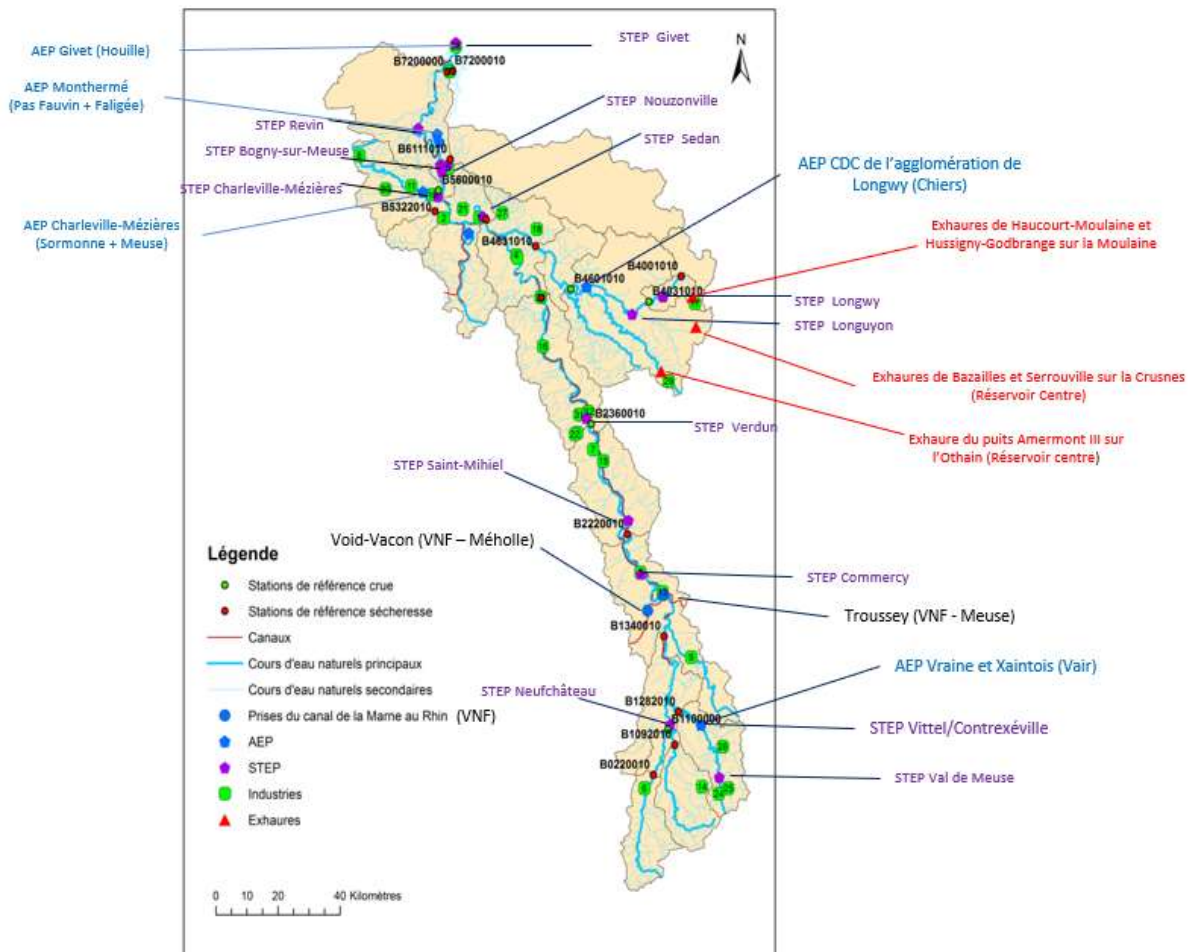 STEP Givet
AEP Givet (Houille)
N
B7200000
B7200010
AEP Monthermé
(Pas Fauvin + Faligée)
STEP Nouzonville
STEP Revin
STEP Sedan
B6111010
STEP Bogny-sur-Meuse
AEP CDC de l'agglomération de
Longwy (Chiers)
B5600010
STEP Charleville-Mézières
B5322010
AEP Charleville-Mézières
(Sormonne + Meuse)
Exhaures de Haucourt-Moulaine et
Hussigny-Godbrange sur la Moulaine
B4631010
B4601010
B4001010
B4031010
STEP Longwy
STEP Longuyon
Exhaures de Bazailles et Serrouville sur la Crusnes
(Réservoir Centre)
B2360010
STEP Verdun
Exhaure du puits Amermont III sur
l'Othain (Réservoir centre)
STEP Saint-Mihiel
B2220010
Void-Vacon (VNF – Méholle)
STEP Commercy
Troussey (VNF - Meuse)
B1340010
AEP Vraine et Xaintois (Vair)
STEP Neufchâteau
B1282010
B1100000
STEP Vittel/Contrexéville
B1092010
B0220010
STEP Val de Meuse
Légende
Stations de référence crue
Stations de référence sécheresse
Canaux
Cours d'eau naturels principaux
Cours d'eau naturels secondaires
Prises du canal de la Marne au Rhin (VNF)
AEP
STEP
Industries
Exhaures
0 10 20 40 Kilomètres